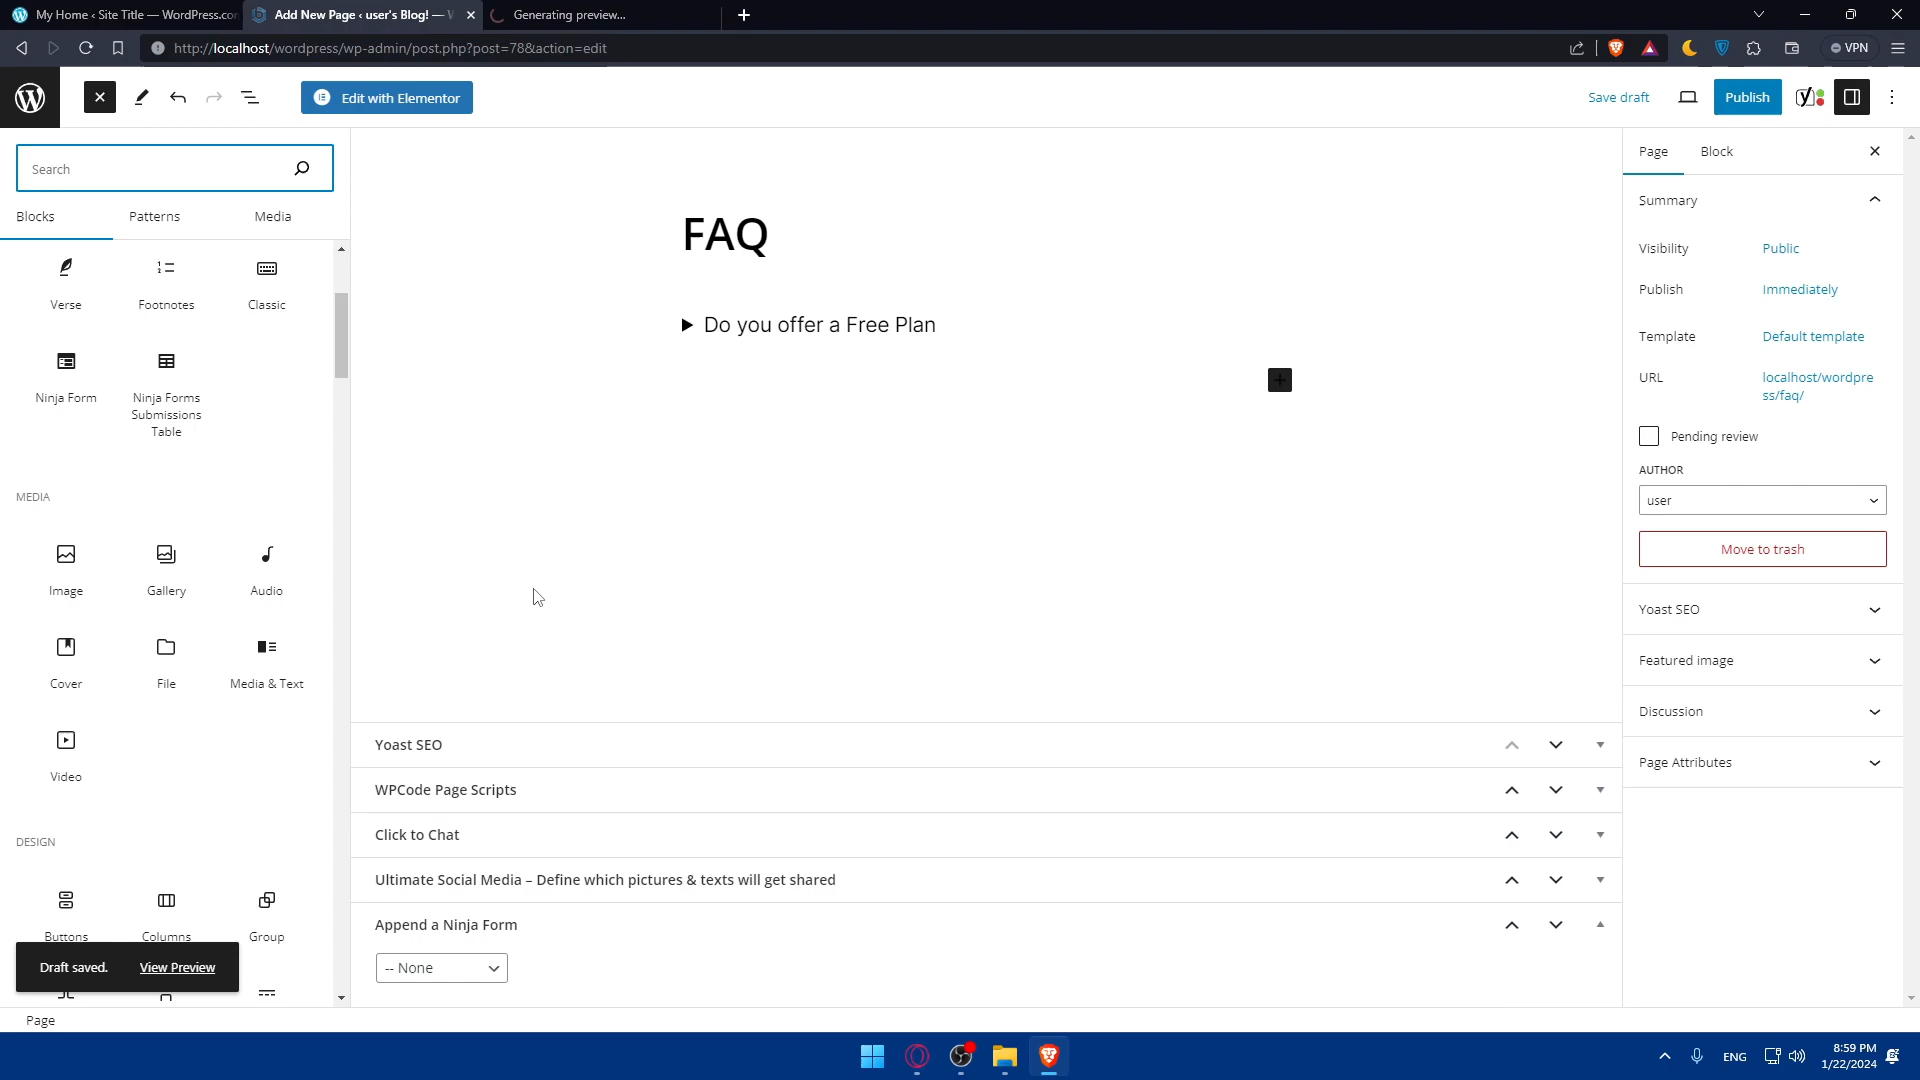 My Home ‹ Site Title — WordPress.com
Add New Page ‹ user's Blog! — W
Generating preview...
http://localhost/wordpress/wp-admin/post.php?post=78&action=edit
VPN
Edit with Elementor
Save draft
Publish
Search
Blocks
Patterns
Media
Verse
Footnotes
Classic
Ninja Form
Ninja Forms
Submissions
Table
MEDIA
Image
Gallery
Audio
Cover
File
Media & Text
Video
DESIGN
Buttons
Columns
Group
Draft saved.
View Preview
FAQ
Do you offer a Free Plan
Yoast SEO
WPCode Page Scripts
Click to Chat
Ultimate Social Media – Define which pictures & texts will get shared
Append a Ninja Form
-- None
Page
Block
Summary
Visibility
Public
Publish
Immediately
Template
Default template
URL
localhost/wordpre
ss/faq/
Pending review
AUTHOR
user
Move to trash
Yoast SEO
Featured image
Discussion
Page Attributes
Page
ENG
8:59 PM
1/22/2024